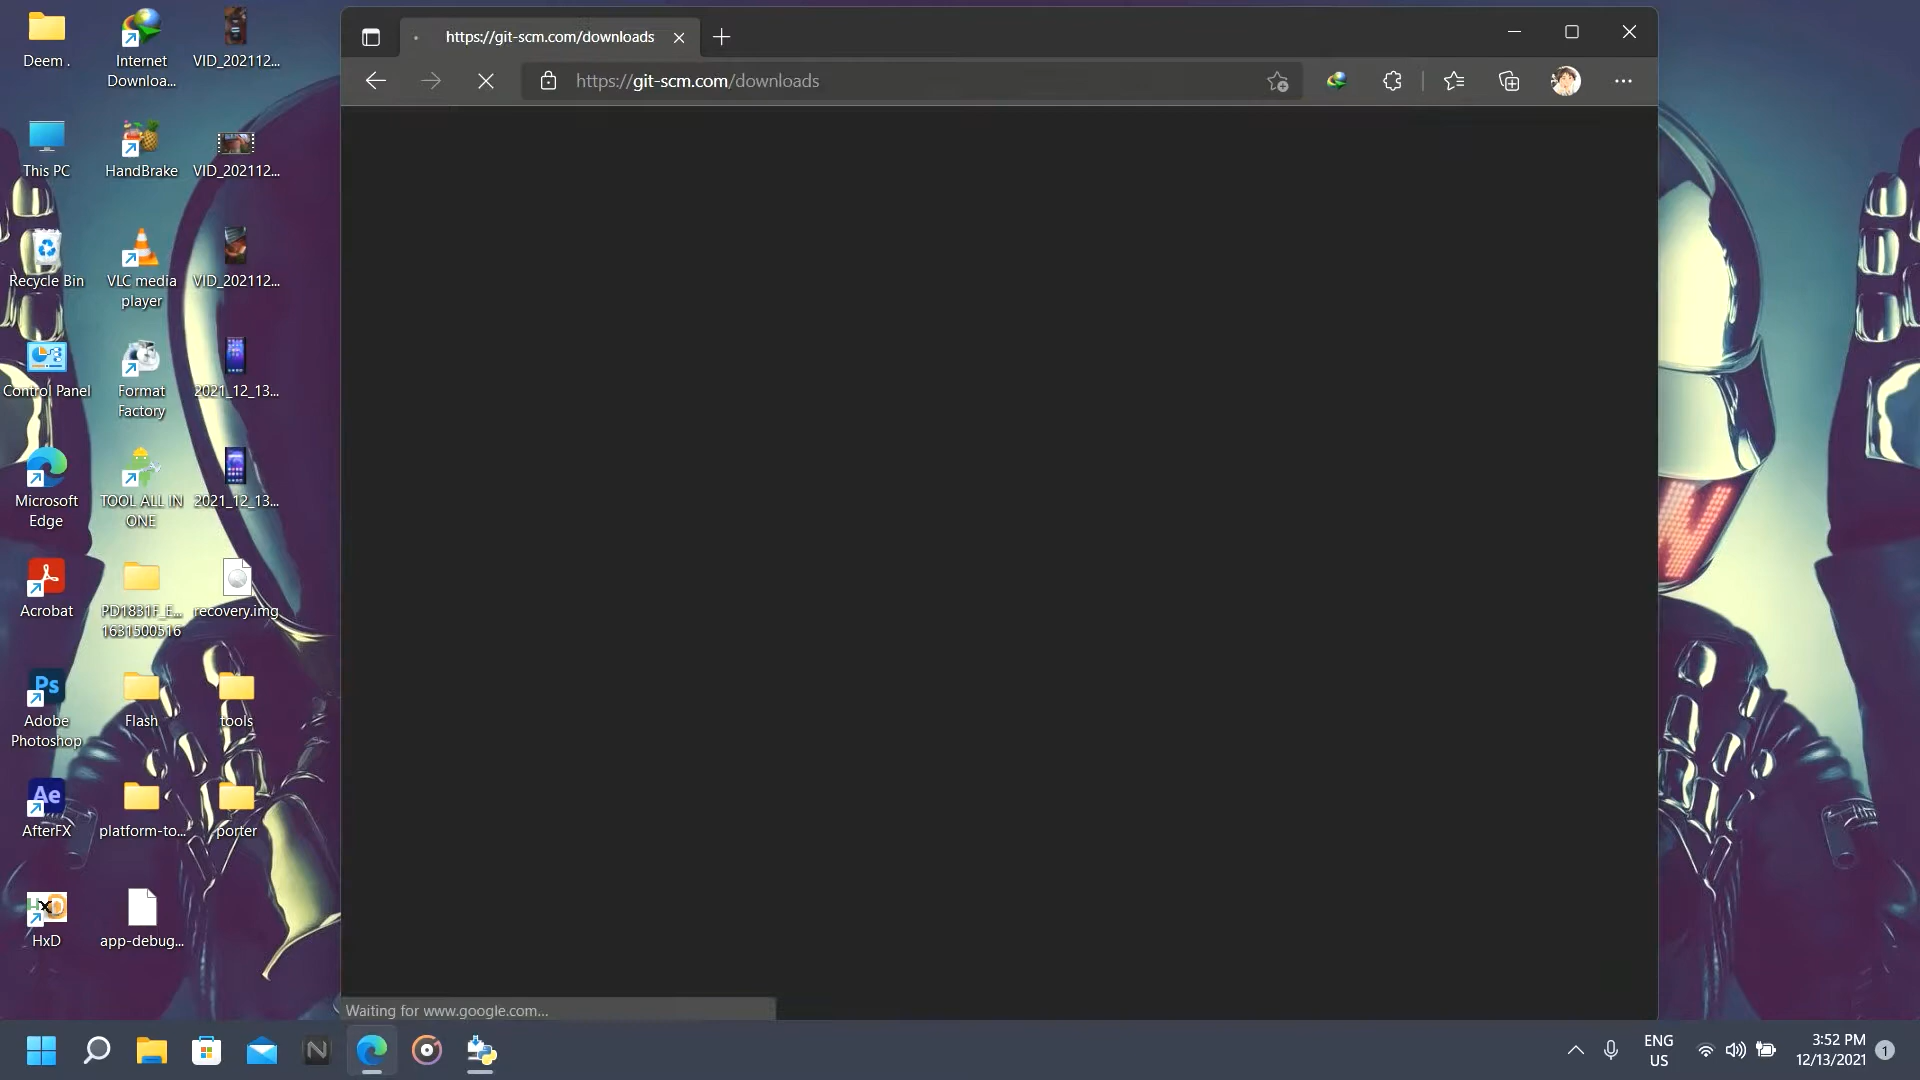 Deem .
Internet
Downloa...
VID_202112...
This PC
HandBrake
VID_202112...
Recycle Bin
VLC media
player
VID_202112...
Control Panel
Format
Factory
2021_12_13...
Microsoft
Edge
TOOL ALL IN
ONE
2021_12_13...
Acrobat
PD1831F_E...
1631500516
recovery.img
Ps
Adobe
Photoshop
Flash
tools
Ae
AfterFX
platform-to...
porter
HxD
HxD
app-debug...
https://git-scm.com/downloads
https://git-scm.com/downloads
Waiting for www.google.com...
N
ENG
US
3:52 PM
12/13/2021
1